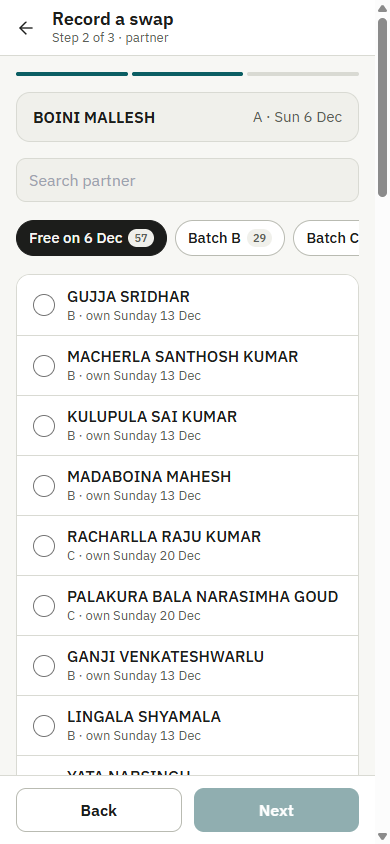 Record a swap
Step 2 of 3 · partner
BOINI MALLESH
A · Sun 6 Dec
Search partner
Free on 6 Dec 57
Batch B 29
Batch C
GUJJA SRIDHAR
B · own Sunday 13 Dec
MACHERLA SANTHOSH KUMAR
B · own Sunday 13 Dec
KULUPULA SAI KUMAR
B · own Sunday 13 Dec
MADABOINA MAHESH
B · own Sunday 13 Dec
RACHARLLA RAJU KUMAR
C · own Sunday 20 Dec
PALAKURA BALA NARASIMHA GOUD
C · own Sunday 20 Dec
GANJI VENKATESHWARLU
B · own Sunday 13 Dec
LINGALA SHYAMALA
B · own Sunday 13 Dec
Back
Next